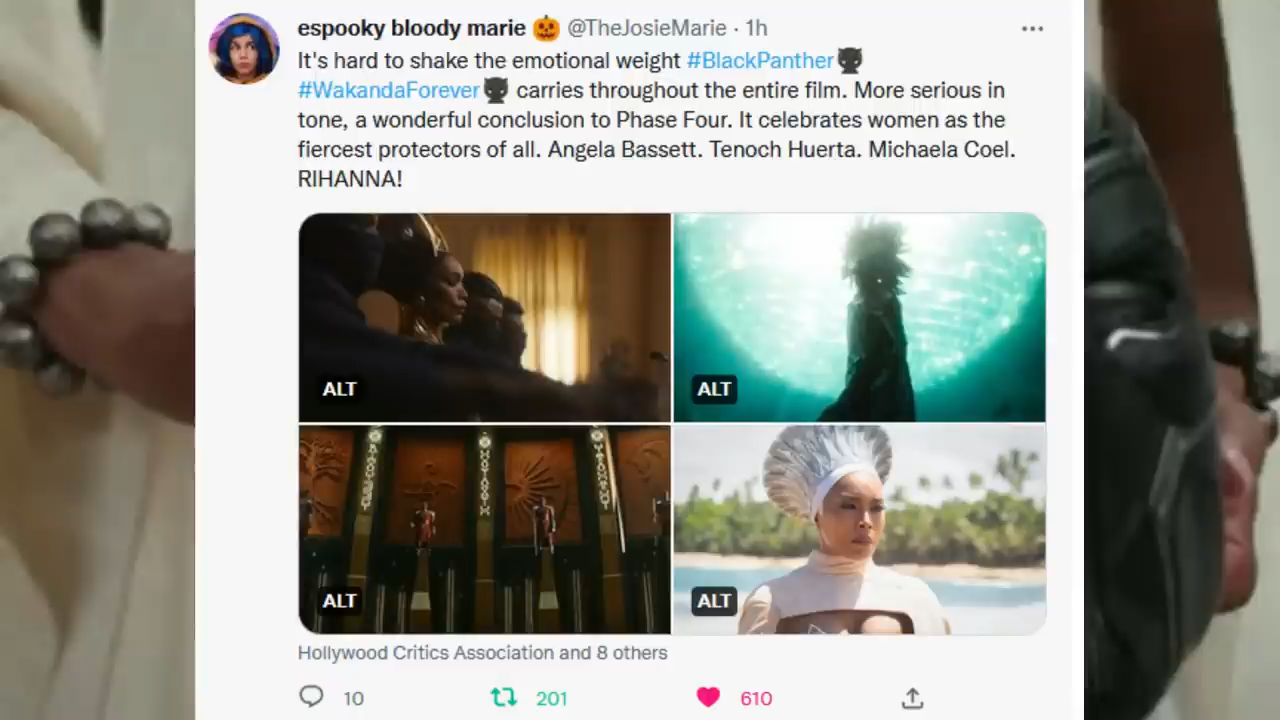 espooky bloody marie 🎃 @TheJosieMarie · 1h
It's hard to shake the emotional weight #BlackPanther
#WakandaForever carries throughout the entire film. More serious in
tone, a wonderful conclusion to Phase Four. It celebrates women as the
fiercest protectors of all. Angela Bassett. Tenoch Huerta. Michaela Coel.
RIHANNA!
ALT
ALT
ALT
ALT
Hollywood Critics Association and 8 others
10
201
610